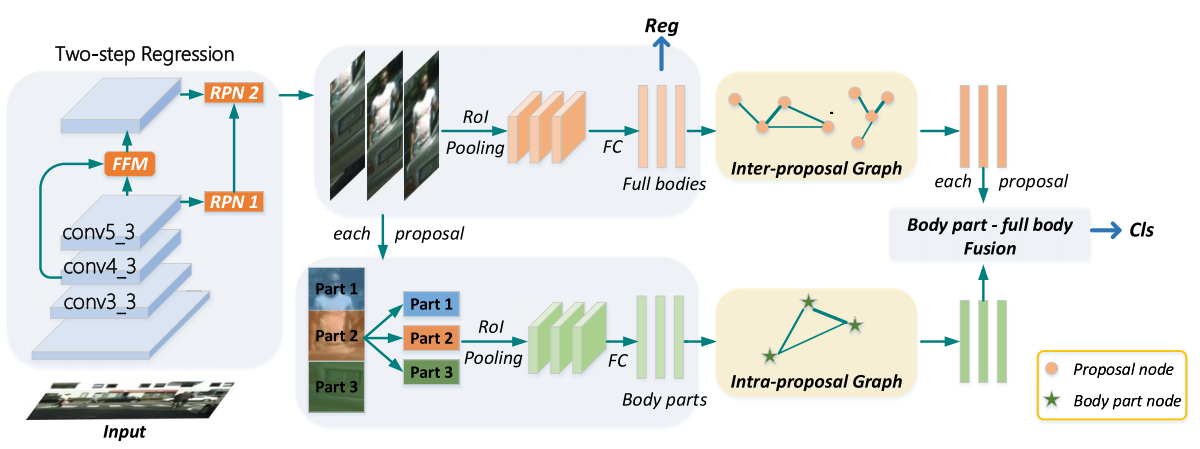 Two-step Regression
RPN 2
FFM
RPN 1
conv5_3
conv4_3
conv3_3
Input
RoI
Pooling
FC
Reg
Full bodies
Inter-proposal Graph
each proposal
Body part - full body
Fusion
Cls
each proposal
Part 1
Part 2
Part 3
Part 1
Part 2
Part 3
RoI
Pooling
FC
Body parts
Intra-proposal Graph
Proposal node
Body part node